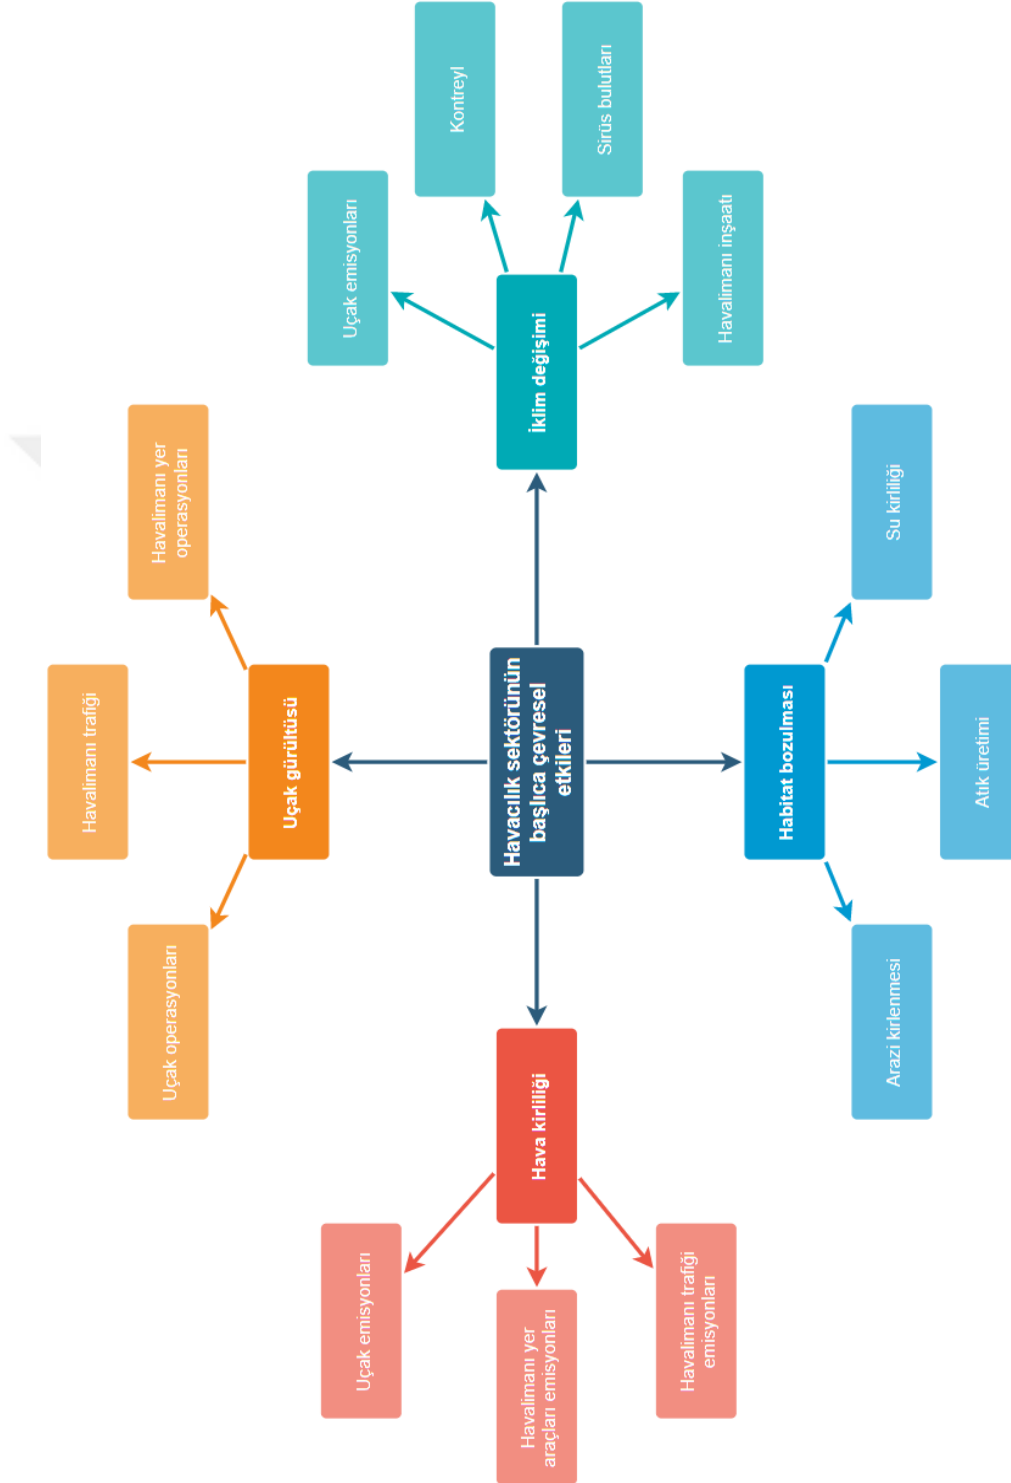 Havacılık sektörünün
başlıca çevresel
etkileri
Uçak gürültüsü
Uçak operasyonları
Havalimanı trafiği
Havalimanı yer
operasyonları
İklim değişimi
Uçak emisyonları
Kontreyl
Sirüs bulutları
Havalimanı inşaatı
Habitat bozulması
Su kirliliği
Atık üretimi
Arazi kirlenmesi
Hava kirliliği
Uçak emisyonları
Havalimanı yer
araçları emisyonları
Havalimanı trafiği
emisyonları